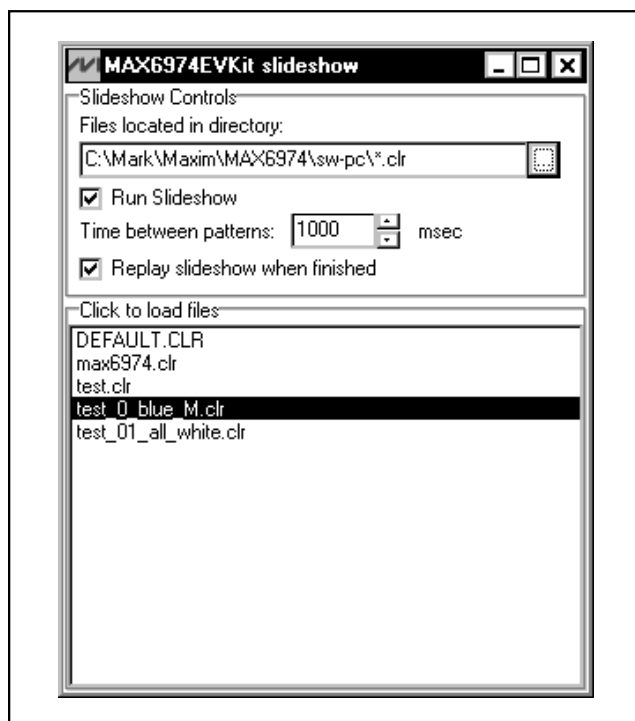 MAX6974EVKit slideshow
Slideshow Controls
Files located in directory:
C:\Mark\Maxim\MAX6974\sw-pc\*.clr
Run Slideshow
Time between patterns: 1000 msec
Replay slideshow when finished
Click to load files
DEFAULT.CLR
max6974.clr
test.clr
test_0_blue_M.clr
test_01_all_white.clr